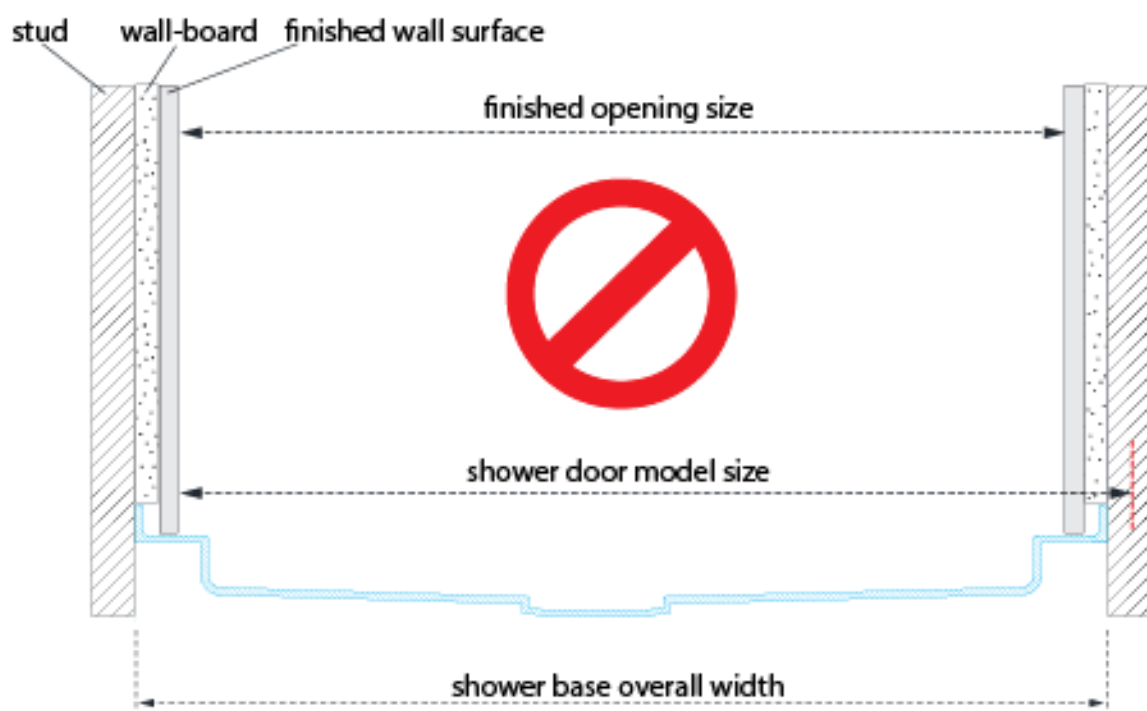 stud wall-board finished wall surface
finished opening size
shower door model size
shower base overall width